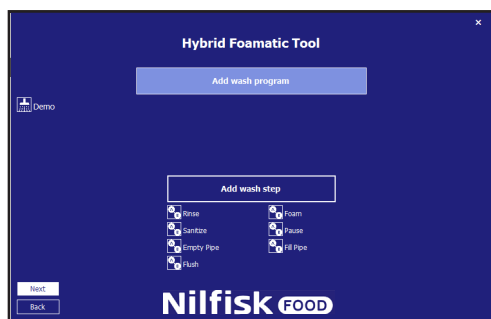 ×
Hybrid Foamatic Tool
Add wash program
Demo
Add wash step
Rinse
Foam
Sanitize
Pause
Empty Pipe
Fill Pipe
Flush
Next
Back
Nilfisk FOOD